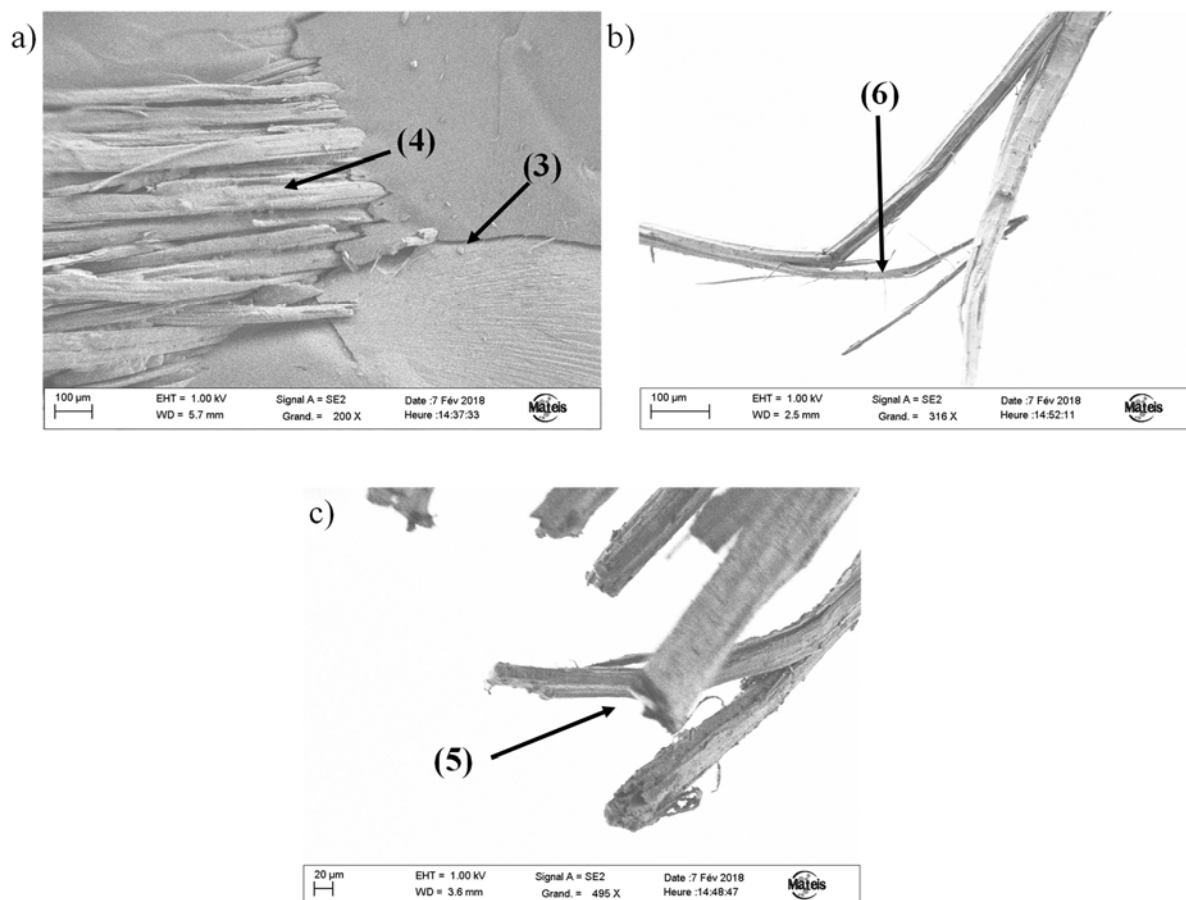 a)
(4)
(3)
100 µm
EHT = 1.00 kV
Signal A = SE2
Date :7 Fév 2018
WD = 5.7 mm
Grand. = 200 X
Heure :14:37:33
Mateis
b)
(6)
100 µm
EHT = 1.00 kV
Signal A = SE2
Date :7 Fév 2018
WD = 2.5 mm
Grand. = 316 X
Heure :14:52:11
Mateis
c)
(5)
20 µm
EHT = 1.00 kV
Signal A = SE2
Date :7 Fév 2018
WD = 3.6 mm
Grand. = 495 X
Heure :14:48:47
Mateis